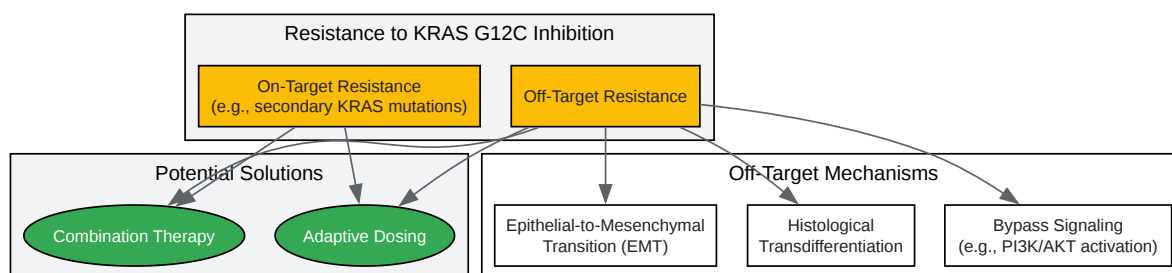 Resistance to KRAS G12C Inhibition
On-Target Resistance
(e.g., secondary KRAS mutations)
Off-Target Resistance
Potential Solutions
Combination Therapy
Adaptive Dosing
Off-Target Mechanisms
Epithelial-to-Mesenchymal
Transition (EMT)
Histological
Transdifferentiation
Bypass Signaling
(e.g., PI3K/AKT activation)